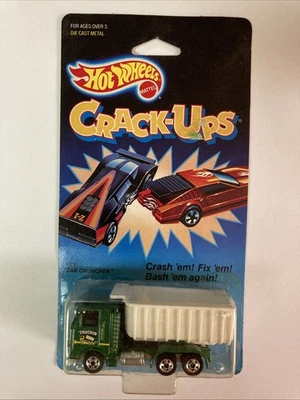 FOR AGES OVER 3
DIE CAST METAL
Hot Wheels
MATTEL
CRACK-UPS
CAB CRUNCHER
Crash 'em! Fix 'em!
Bash 'em again!